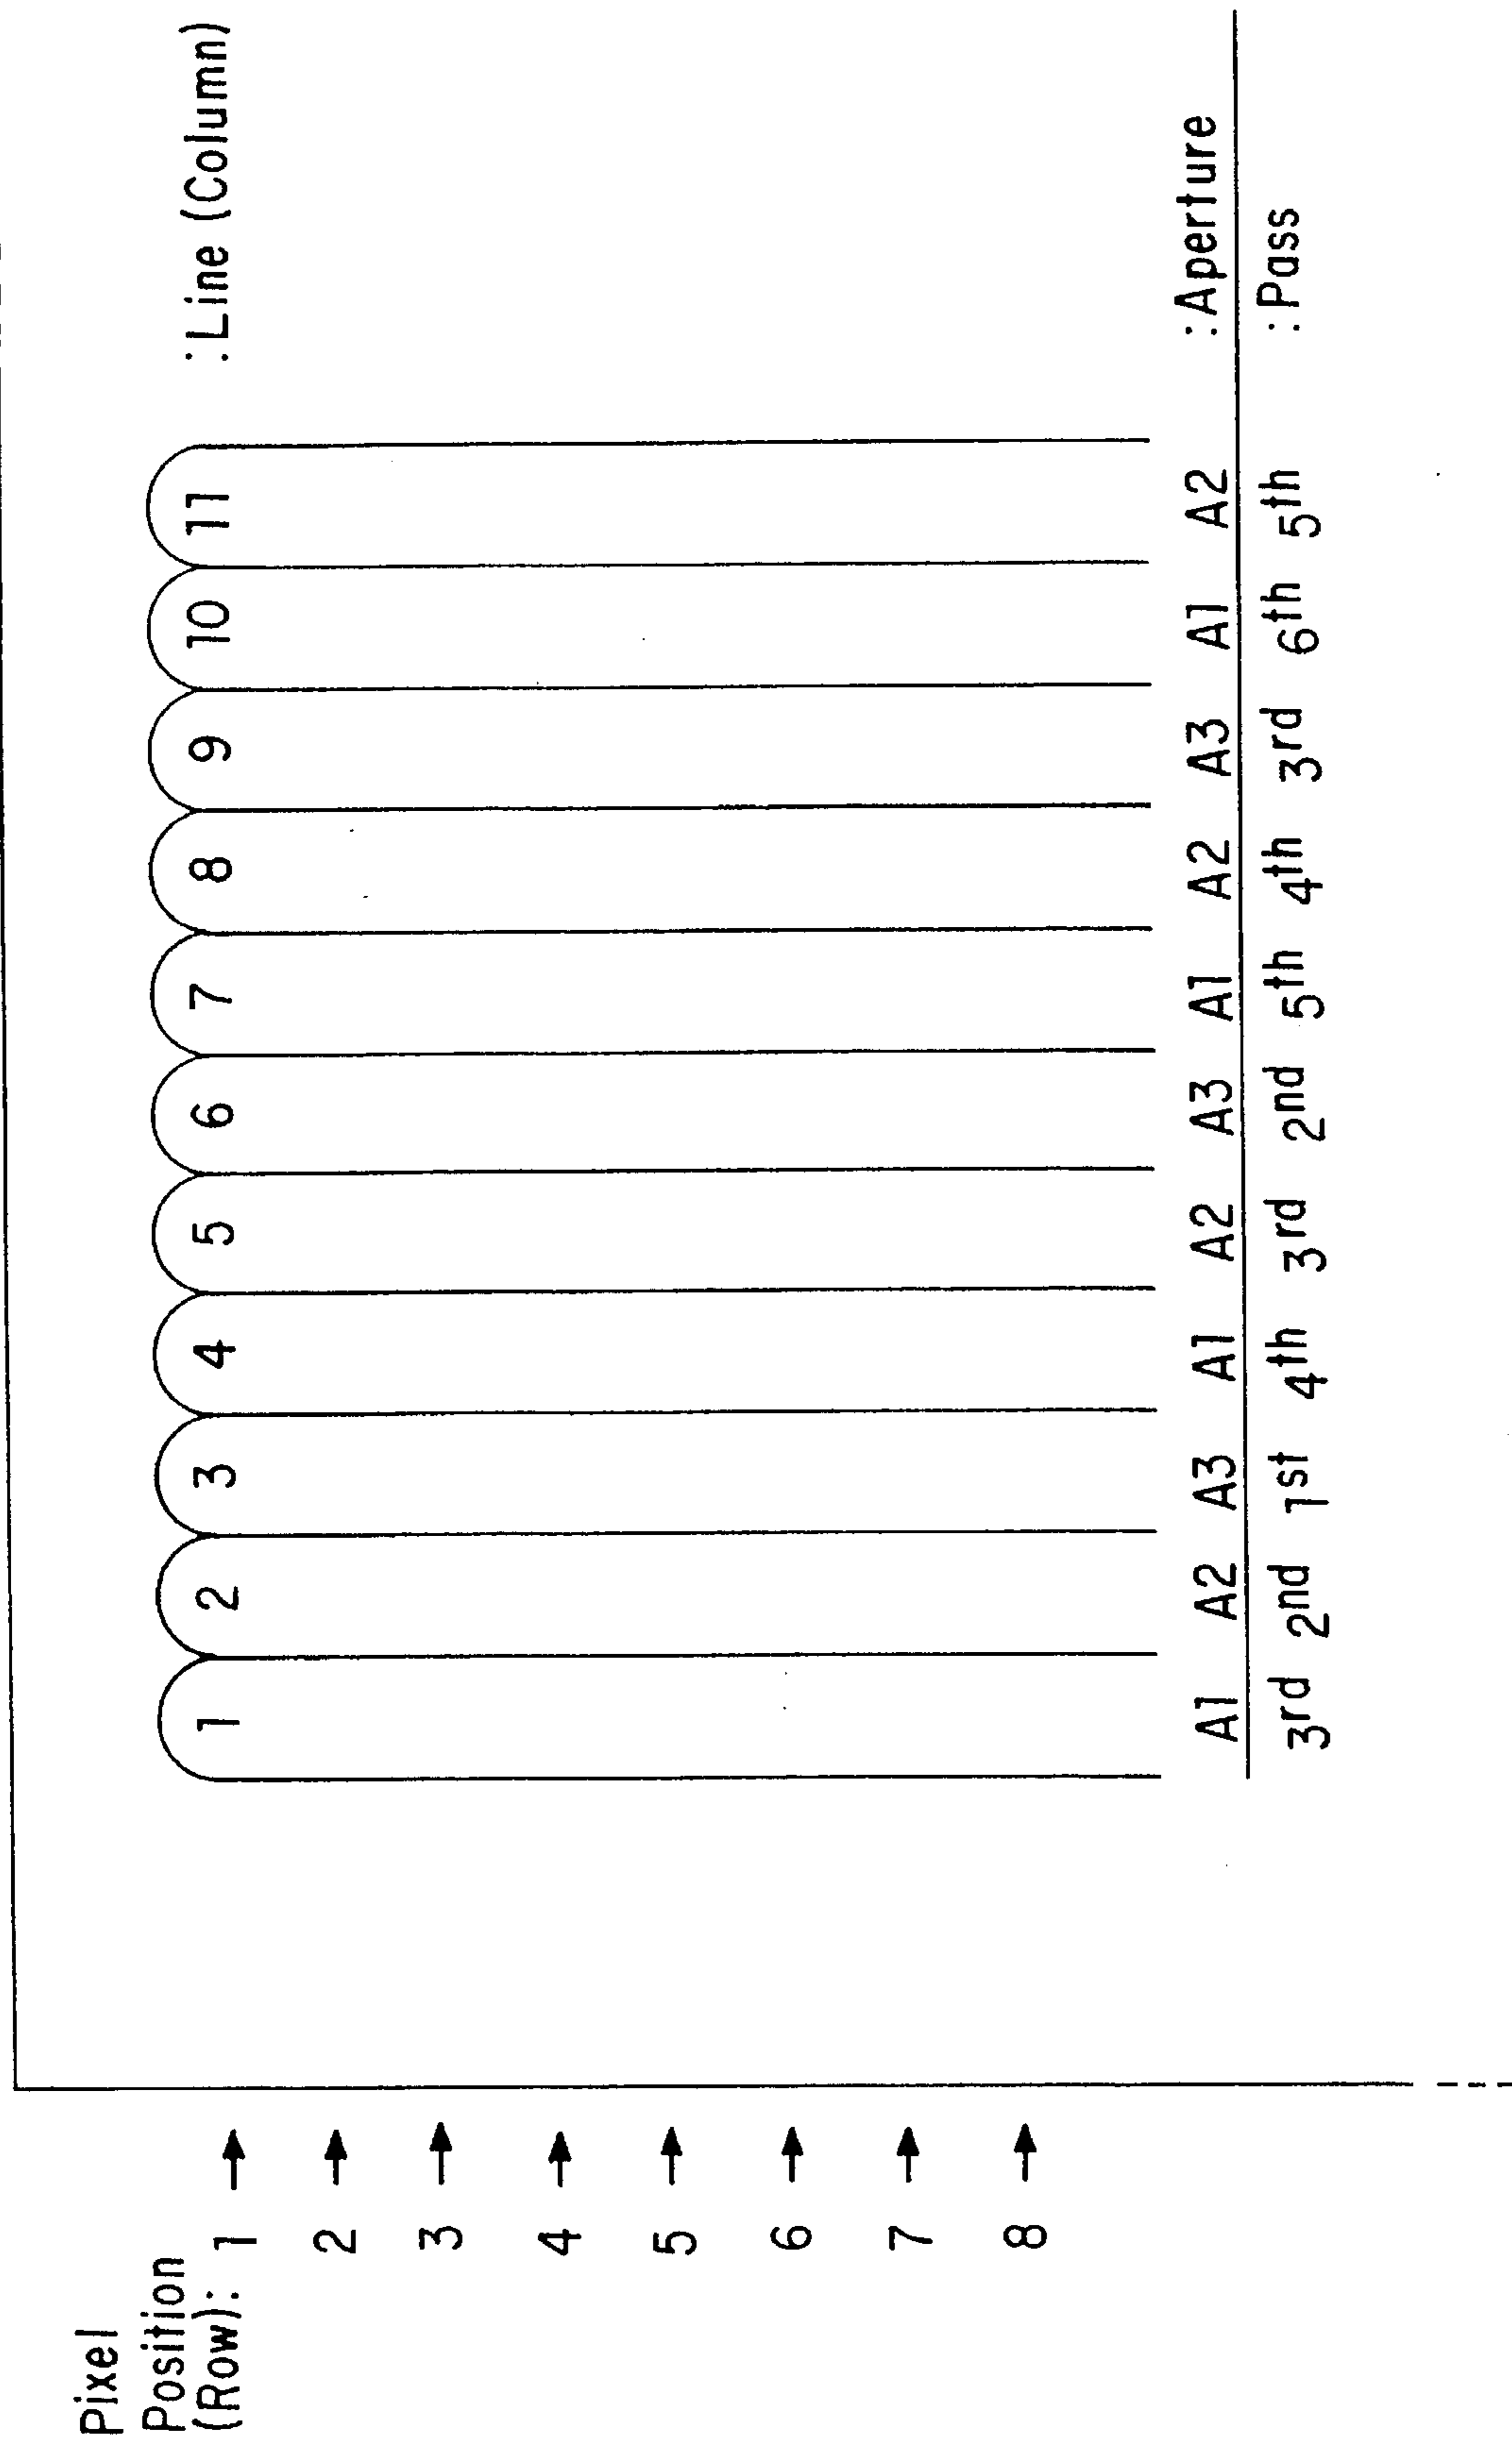 Pixel
Position
(Row): 1
1 2 3 4 5 6 7 8 9 10 11 :Line (Column)
2
3
4
5
6
7
8
A1 A2 A3 A1 A2 A3 A1 A2 A3 A1 A2 :Aperture
3rd 2nd 1st 4th 3rd 2nd 5th 4th 3rd 6th 5th :Pass